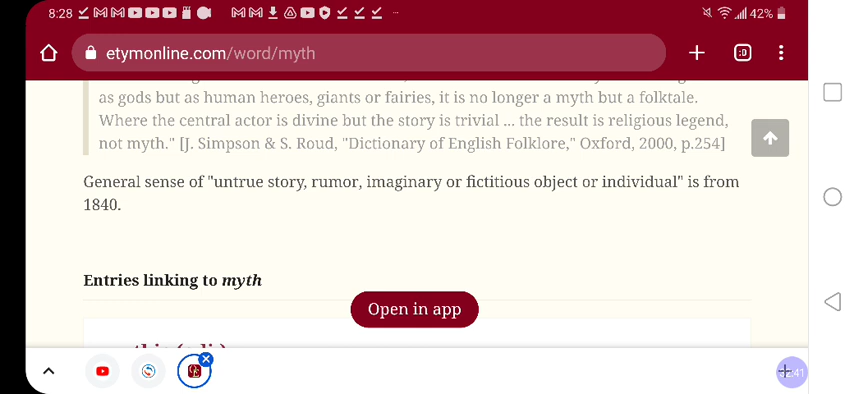 8:28
42%
etymonline.com/word/myth
:D
as gods but as human heroes, giants or fairies, it is no longer a myth but a folktale.
Where the central actor is divine but the story is trivial ... the result is religious legend,
not myth." [J. Simpson & S. Roud, "Dictionary of English Folklore," Oxford, 2000, p.254]
General sense of "untrue story, rumor, imaginary or fictitious object or individual" is from
1840.
Entries linking to myth
Open in app